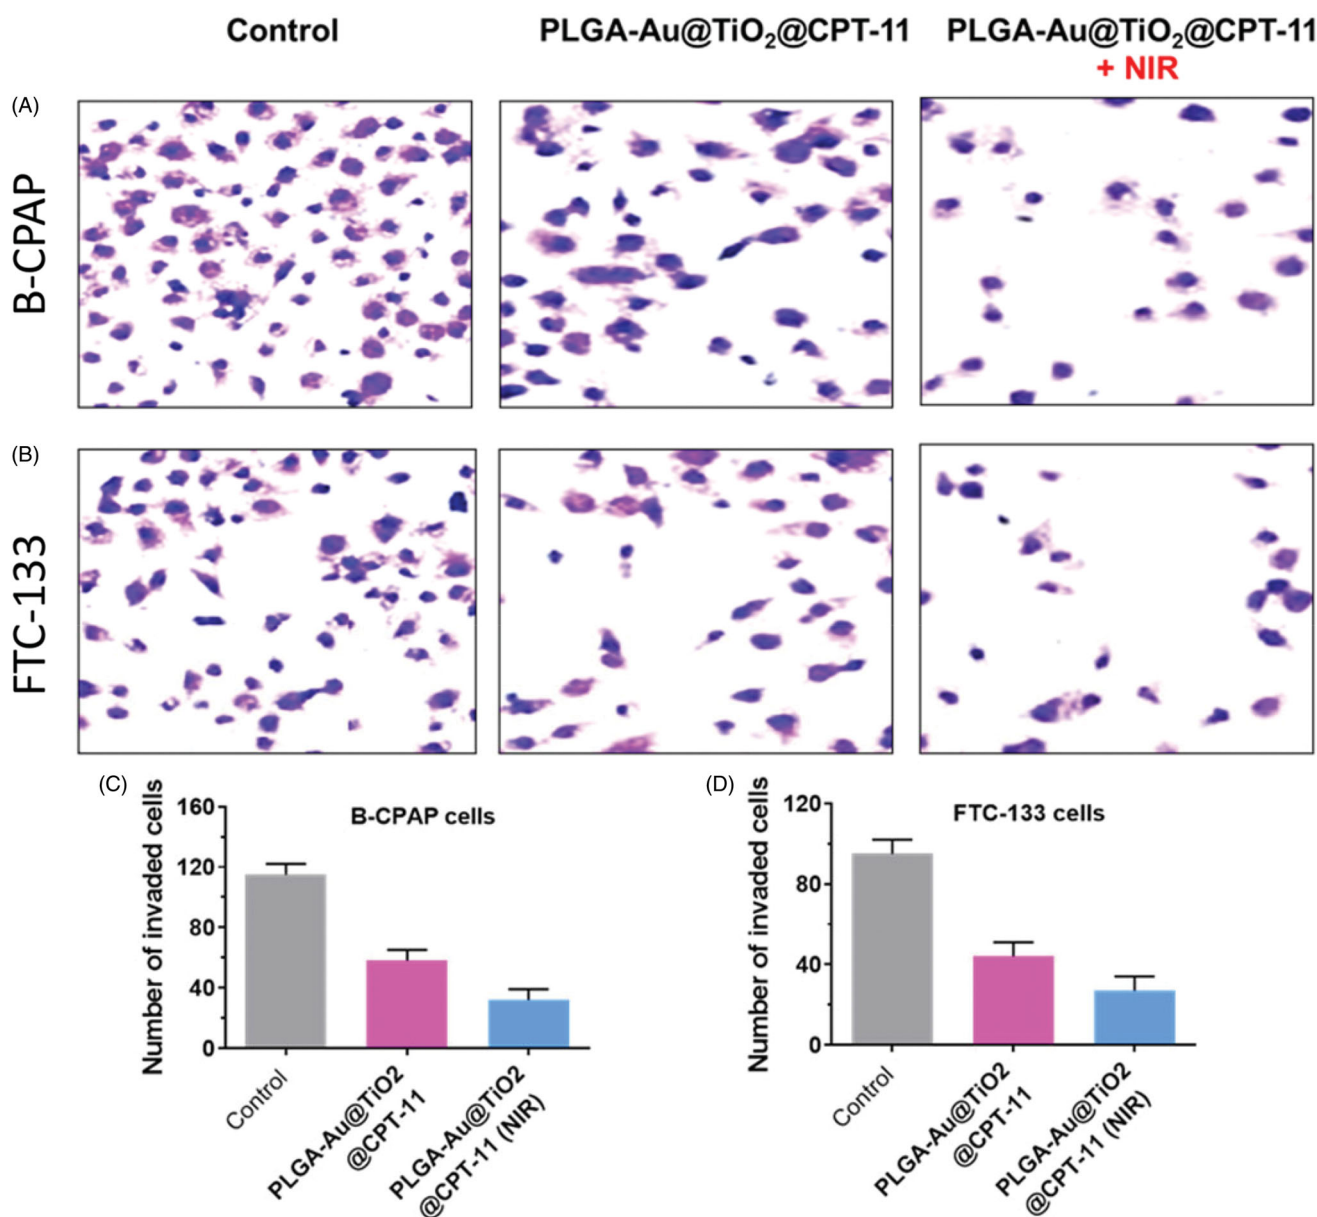 Control
PLGA-Au@TiO₂@CPT-11
PLGA-Au@TiO₂@CPT-11
+ NIR
(A)
B-CPAP
(B)
FTC-133
(C)
B-CPAP cells
Number of invaded cells
160
120
80
40
0
Control
PLGA-Au@TiO2
@CPT-11
PLGA-Au@TiO2
@CPT-11 (NIR)
(D)
FTC-133 cells
Number of invaded cells
120
80
40
0
Control
PLGA-Au@TiO2
@CPT-11
PLGA-Au@TiO2
@CPT-11 (NIR)